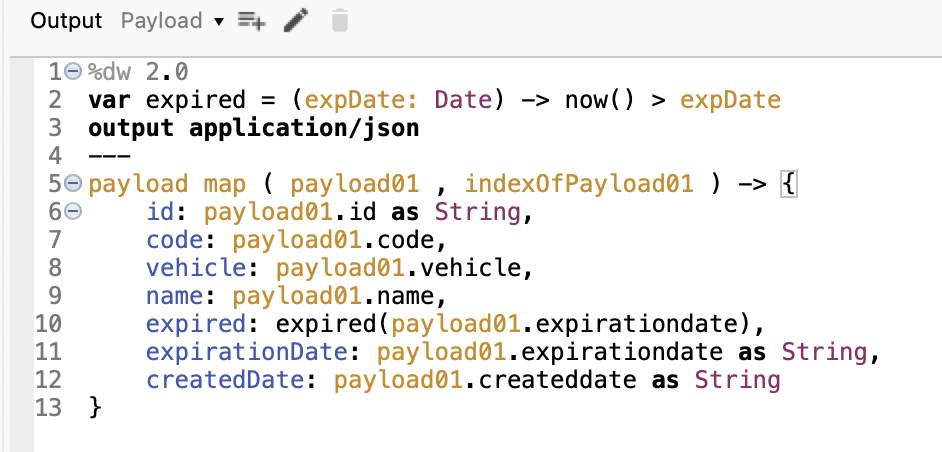 Output Payload
1 %dw 2.0
2 var expired = (expDate: Date) -> now() > expDate
3 output application/json
4 ---
5 payload map ( payload01 , indexOfPayload01 ) -> {
6     id: payload01.id as String,
7     code: payload01.code,
8     vehicle: payload01.vehicle,
9     name: payload01.name,
10     expired: expired(payload01.expirationdate),
11     expirationDate: payload01.expirationdate as String,
12     createdDate: payload01.createddate as String
13 }